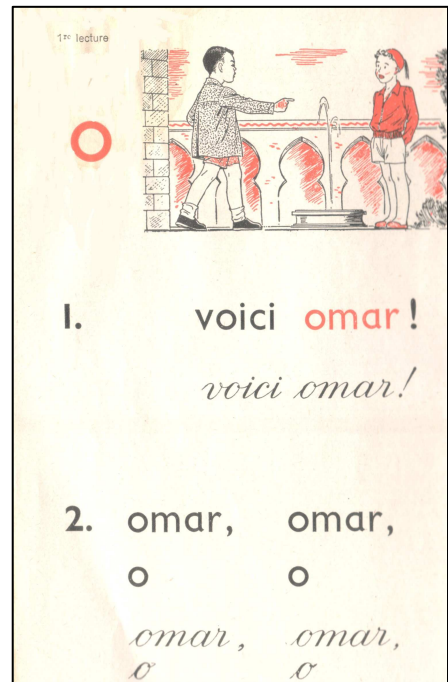 1re lecture
o
1. voici omar !
voici omar !
2. omar, omar,
o o
omar, omar,
o o